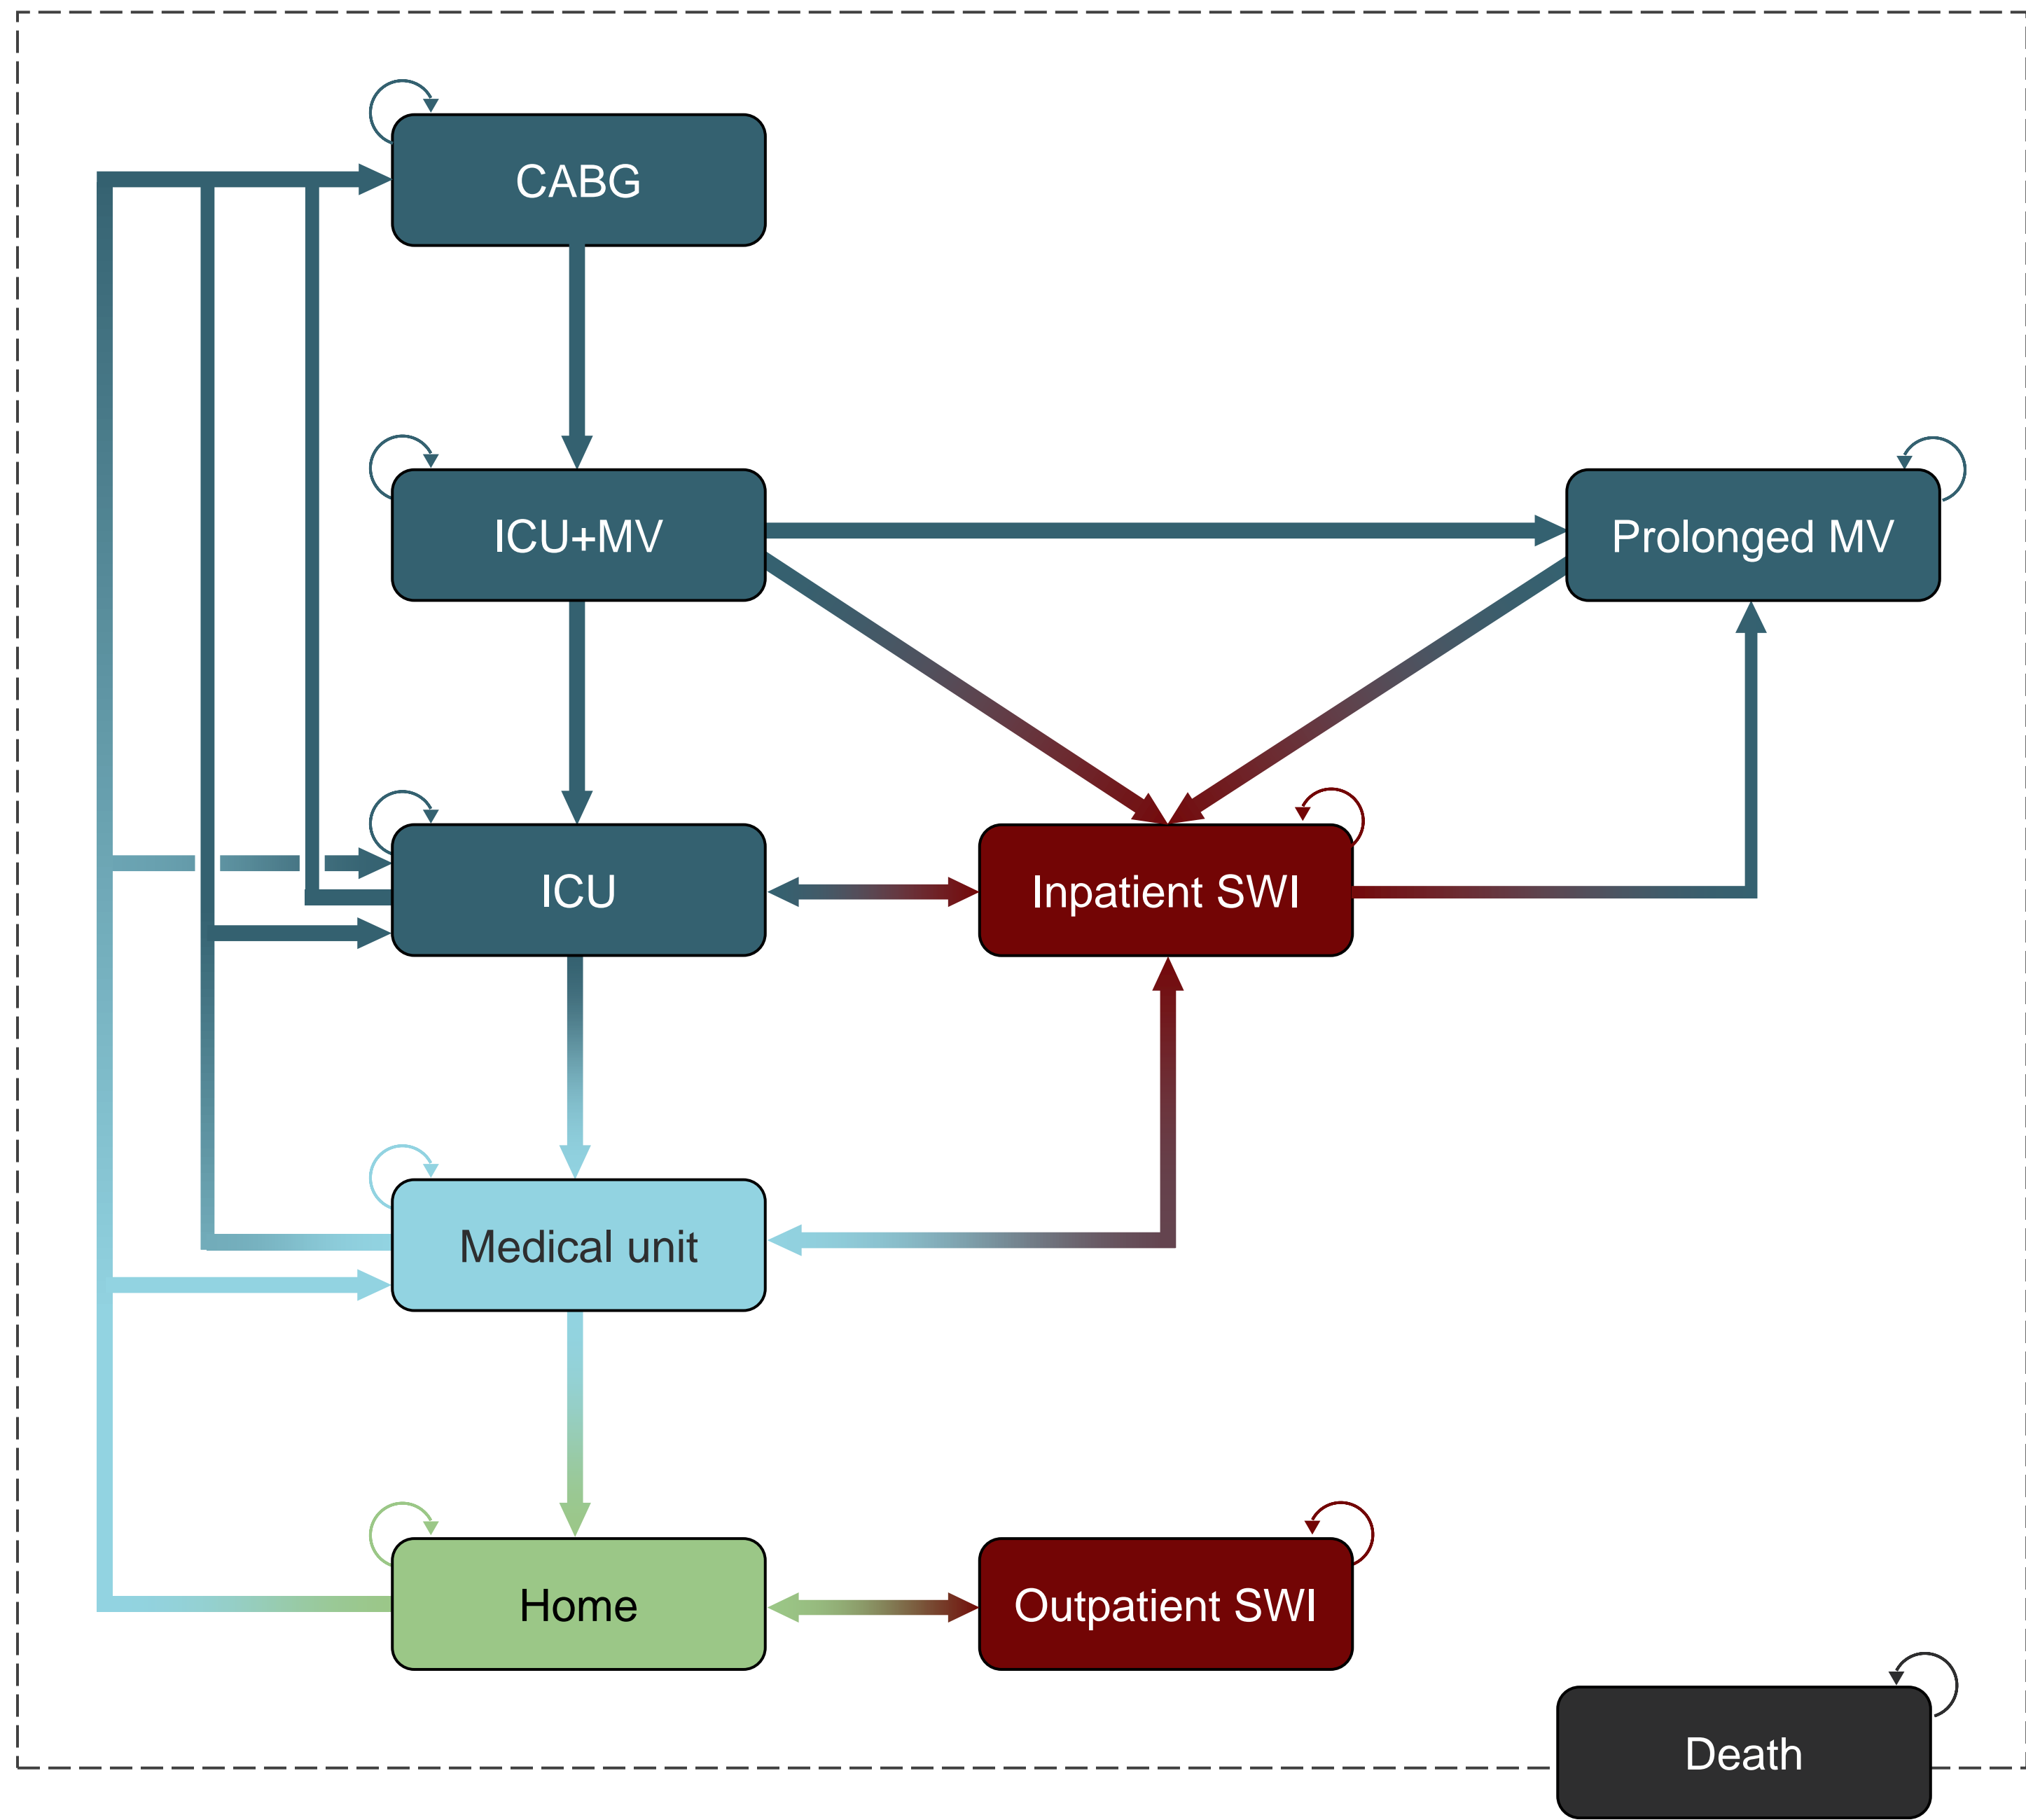 CABG
ICU+MV
Prolonged MV
ICU
Inpatient SWI
Medical unit
Home
Outpatient SWI
Death